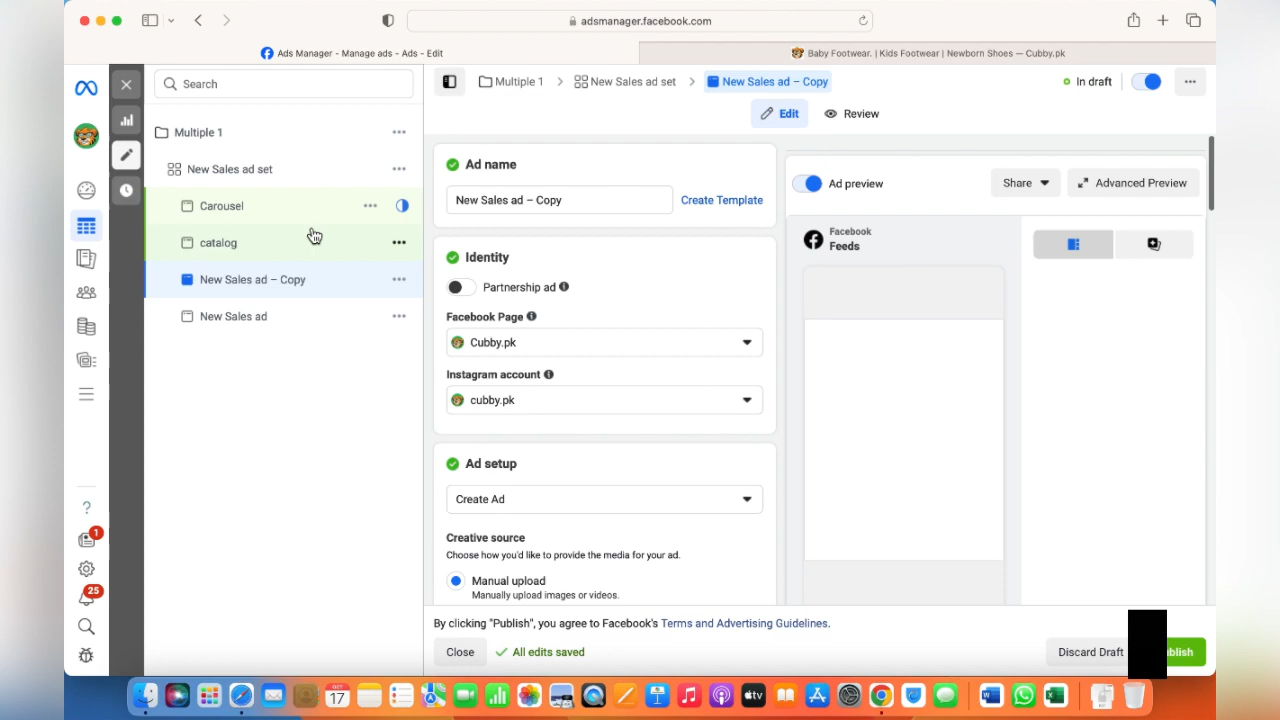 adsmanager.facebook.com
Ads Manager - Manage ads - Ads - Edit
Baby Footwear. | Kids Footwear | Newborn Shoes — Cubby.pk
Search
Multiple 1
New Sales ad set
New Sales ad – Copy
In draft
Edit
Review
Multiple 1
New Sales ad set
Carousel
catalog
New Sales ad – Copy
New Sales ad
Ad name
New Sales ad – Copy
Create Template
Identity
Partnership ad
Facebook Page
Cubby.pk
Instagram account
cubby.pk
Ad setup
Create Ad
Creative source
Choose how you'd like to provide the media for your ad.
Manual upload
Manually upload images or videos.
Ad preview
Share
Advanced Preview
Facebook
Feeds
1
25
By clicking "Publish", you agree to Facebook's Terms and Advertising Guidelines.
Close
All edits saved
Discard Draft
ublish
OCT
17
tv
W
X